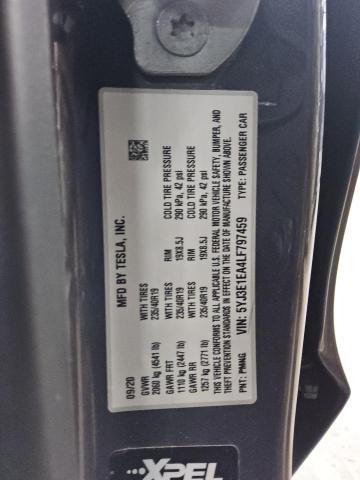 MFD BY TESLA, INC.
09/20
GVWR WITH TIRES RIM COLD TIRE PRESSURE
2060 kg (4541 lb) 235/40R19 19X8.5J 290 kPa, 42 psi
GAWR FRT WITH TIRES RIM COLD TIRE PRESSURE
1110 kg (2447 lb) 235/40R19 19X8.5J 290 kPa, 42 psi
GAWR RR
1257 kg (2771 lb)
THIS VEHICLE CONFORMS TO ALL APPLICABLE U.S. FEDERAL MOTOR VEHICLE SAFETY, BUMPER, AND
THEFT PREVENTION STANDARDS IN EFFECT ON THE DATE OF MANUFACTURE SHOWN ABOVE.
VIN: 5YJ3E1EA4LF797459
PNT: PMNG TYPE: PASSENGER CAR
XPEL